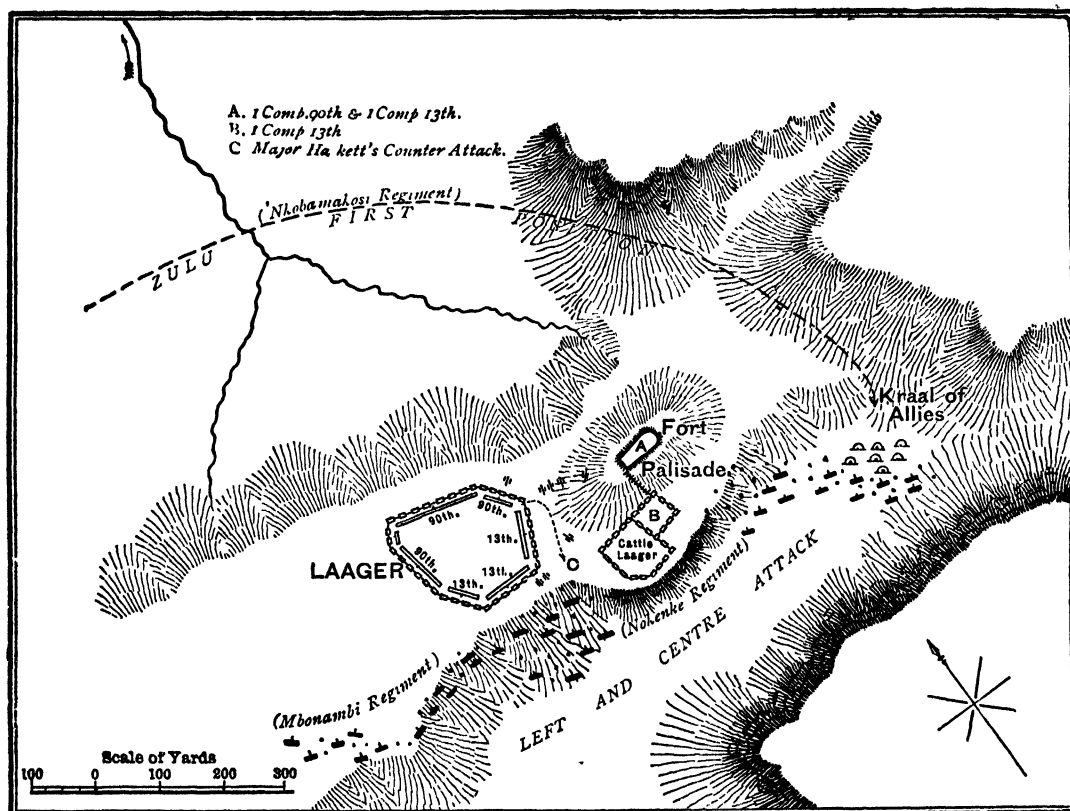 A. 1 Comp. 90th & 1 Comp 13th.
B. 1 Comp 13th
C Major Ha kett's Counter Attack.
('Nkobamakosi Regiment)
ZULU FIRST
Kraal of
Allies
Fort
A
Palisade
B
Cattle
Laager
90th.
90th.
13th.
90th.
13th.
13th.
LAAGER
C
(Nokenke Regiment)
(Mbonambi Regiment)
LEFT AND CENTRE ATTACK
Scale of Yards
100 0 100 200 300